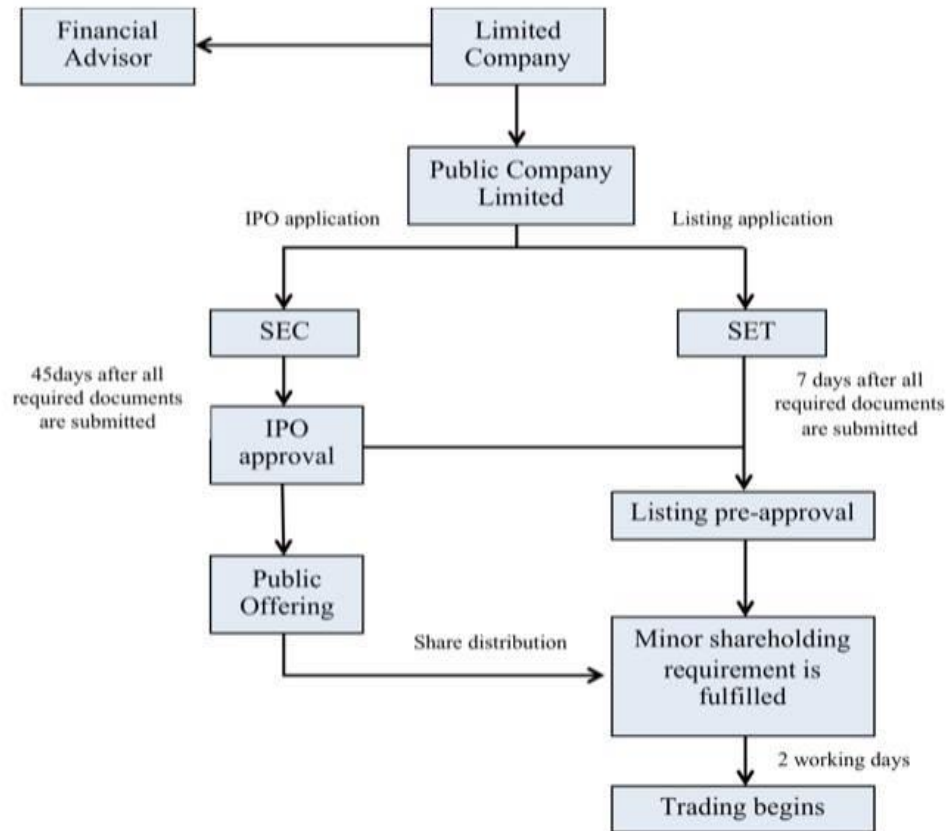 Financial
Advisor
Limited
Company
Public Company
Limited
IPO application
Listing application
SEC
SET
45days after all
required documents
are submitted
7 days after all
required documents
are submitted
IPO
approval
Listing pre-approval
Public
Offering
Share distribution
Minor shareholding
requirement is
fulfilled
2 working days
Trading begins